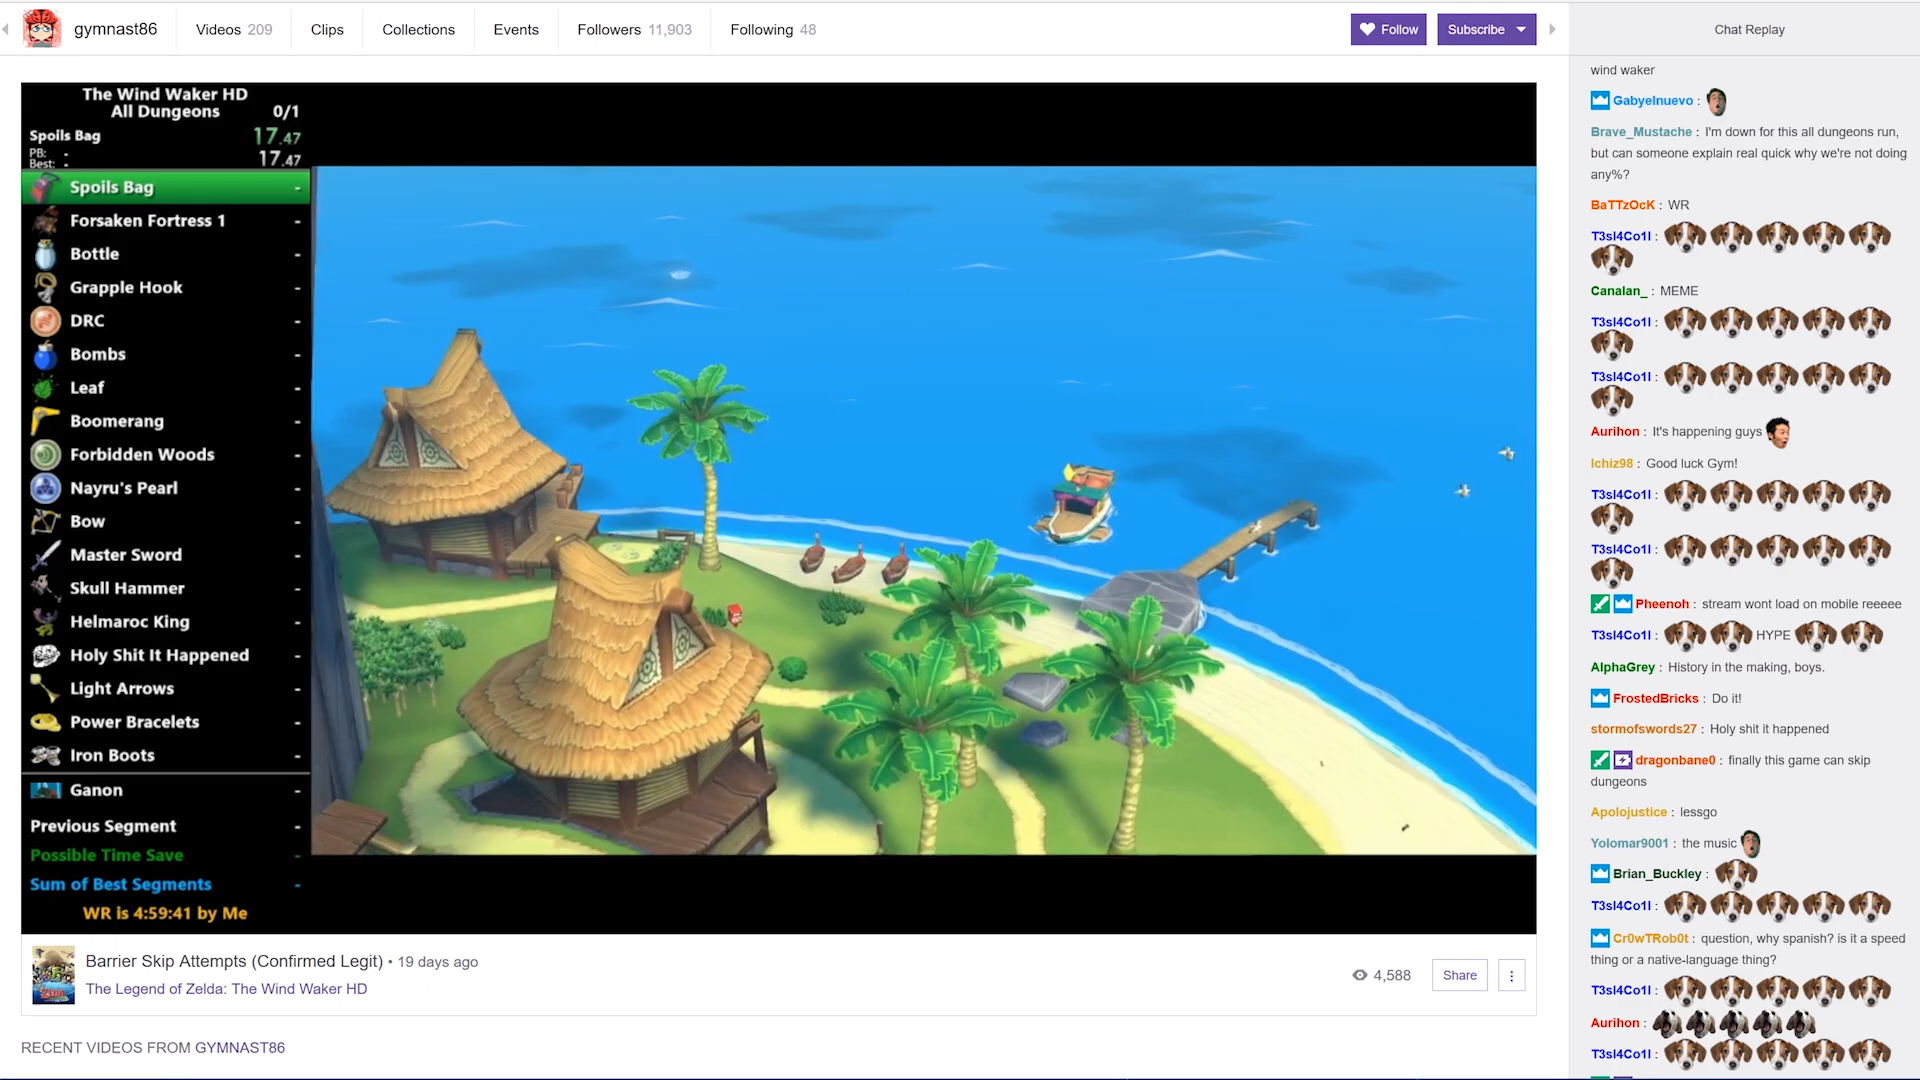 gymnast86
Videos 209
Clips
Collections
Events
Followers 11,903
Following 48
Follow
Subscribe
Chat Replay
The Wind Waker HD
All Dungeons 0/1
Spoils Bag 17.47
PB: -
Best: - 17.47
Spoils Bag -
Forsaken Fortress 1 -
Bottle -
Grapple Hook -
DRC -
Bombs -
Leaf -
Boomerang -
Forbidden Woods -
Nayru's Pearl -
Bow -
Master Sword -
Skull Hammer -
Helmaroc King -
Holy Shit It Happened -
Light Arrows -
Power Bracelets -
Iron Boots -
Ganon -
Previous Segment -
Possible Time Save -
Sum of Best Segments -
WR is 4:59:41 by Me
Barrier Skip Attempts (Confirmed Legit) • 19 days ago
The Legend of Zelda: The Wind Waker HD
4,588
Share
RECENT VIDEOS FROM GYMNAST86
wind waker
Gabyelnuevo :
Brave_Mustache : I'm down for this all dungeons run,
but can someone explain real quick why we're not doing
any%?
BaTTzOcK : WR
T3sl4Co1l :
Canalan_ : MEME
T3sl4Co1l :
T3sl4Co1l :
Aurihon : It's happening guys
Ichiz98 : Good luck Gym!
T3sl4Co1l :
T3sl4Co1l :
Pheenoh : stream wont load on mobile reeeee
T3sl4Co1l : HYPE
AlphaGrey : History in the making, boys.
FrostedBricks : Do it!
stormofswords27 : Holy shit it happened
dragonbane0 : finally this game can skip
dungeons
Apolojustice : lessgo
Yolomar9001 : the music
Brian_Buckley :
T3sl4Co1l :
Cr0wTRob0t : question, why spanish? is it a speed
thing or a native-language thing?
T3sl4Co1l :
Aurihon :
T3sl4Co1l :